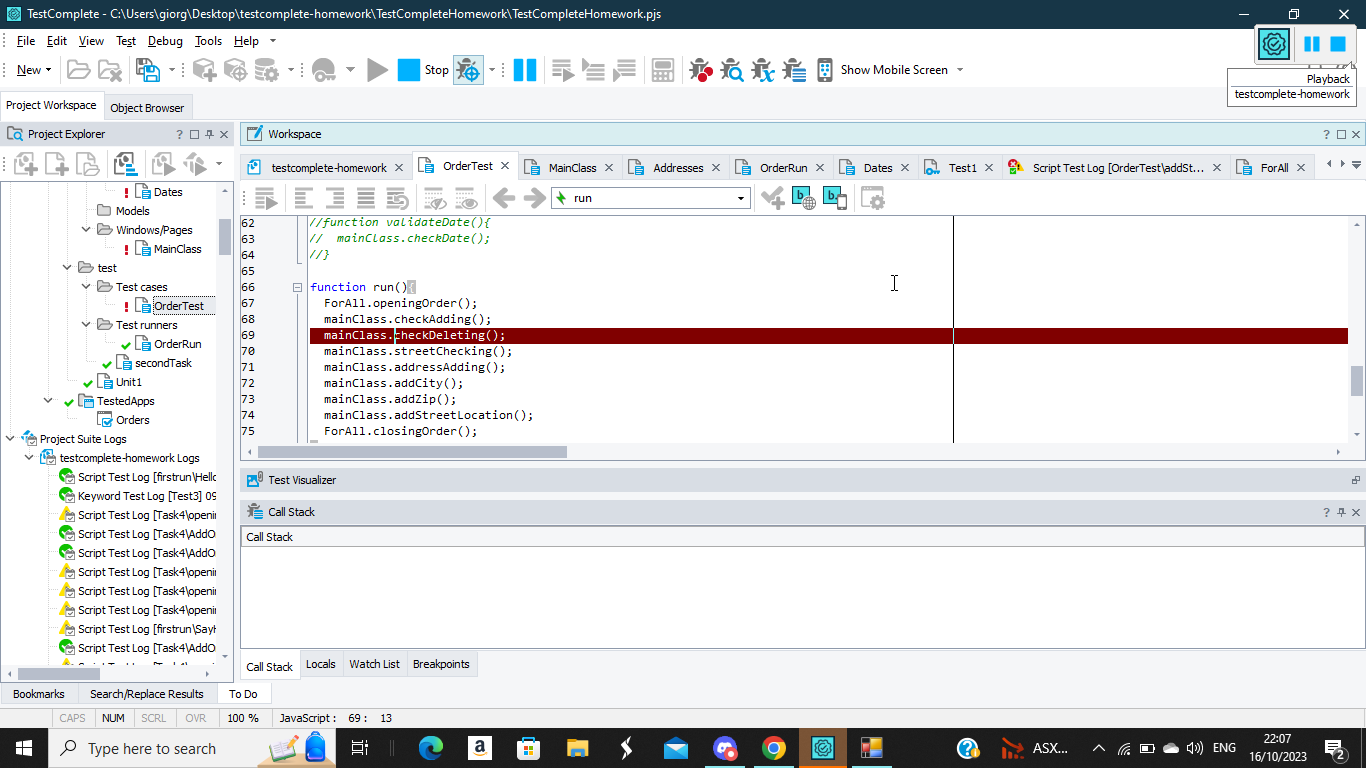 TestComplete - C:\Users\giorg\Desktop\testcomplete-homework\TestCompleteHomework\TestCompleteHomework.pjs
File Edit View Test Debug Tools Help
New Stop Show Mobile Screen
Playback
testcomplete-homework
Project Workspace Object Browser
Project Explorer
Workspace
testcomplete-homework OrderTest MainClass Addresses OrderRun Dates Test1 Script Test Log [OrderTest\addSt... ForAll
run
Dates
Models
Windows/Pages
MainClass
test
Test cases
OrderTest
Test runners
OrderRun
secondTask
Unit1
TestedApps
Orders
Project Suite Logs
testcomplete-homework Logs
Script Test Log [firstrun\Hello
Keyword Test Log [Test3] 09
Script Test Log [Task4\openi
Script Test Log [Task4\AddO
Script Test Log [Task4\AddO
Script Test Log [Task4\openi
Script Test Log [Task4\openi
Script Test Log [Task4\openi
Script Test Log [firstrun\SayH
Script Test Log [Task4\AddO
62 //function validateDate(){
63 // mainClass.checkDate();
64 //}
65
66 function run(){
67 ForAll.openingOrder();
68 mainClass.checkAdding();
69 mainClass.checkDeleting();
70 mainClass.streetChecking();
71 mainClass.addressAdding();
72 mainClass.addCity();
73 mainClass.addZip();
74 mainClass.addStreetLocation();
75 ForAll.closingOrder();
Test Visualizer
Call Stack
Call Stack
Call Stack Locals Watch List Breakpoints
Bookmarks Search/Replace Results To Do
CAPS NUM SCRL OVR 100 % JavaScript : 69 : 13
Type here to search
ASX...
ENG
22:07
16/10/2023
2